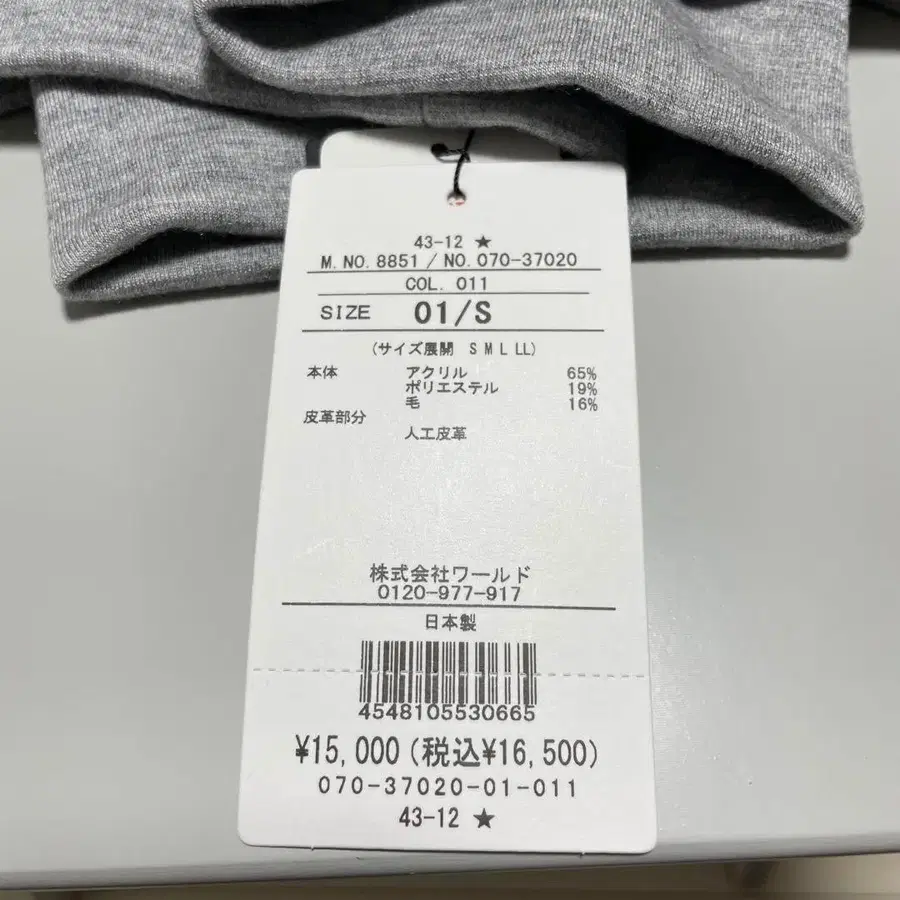 43-12 ★
M. NO. 8851 / NO. 070-37020
COL. 011
SIZE 01/S
(サイズ展開 S M L LL)
本体 アクリル 65%
ポリエステル 19%
毛 16%
皮革部分
人工皮革
株式会社ワールド
0120-977-917
日本製
4548105530665
¥15,000(税込¥16,500)
070-37020-01-011
43-12 ★